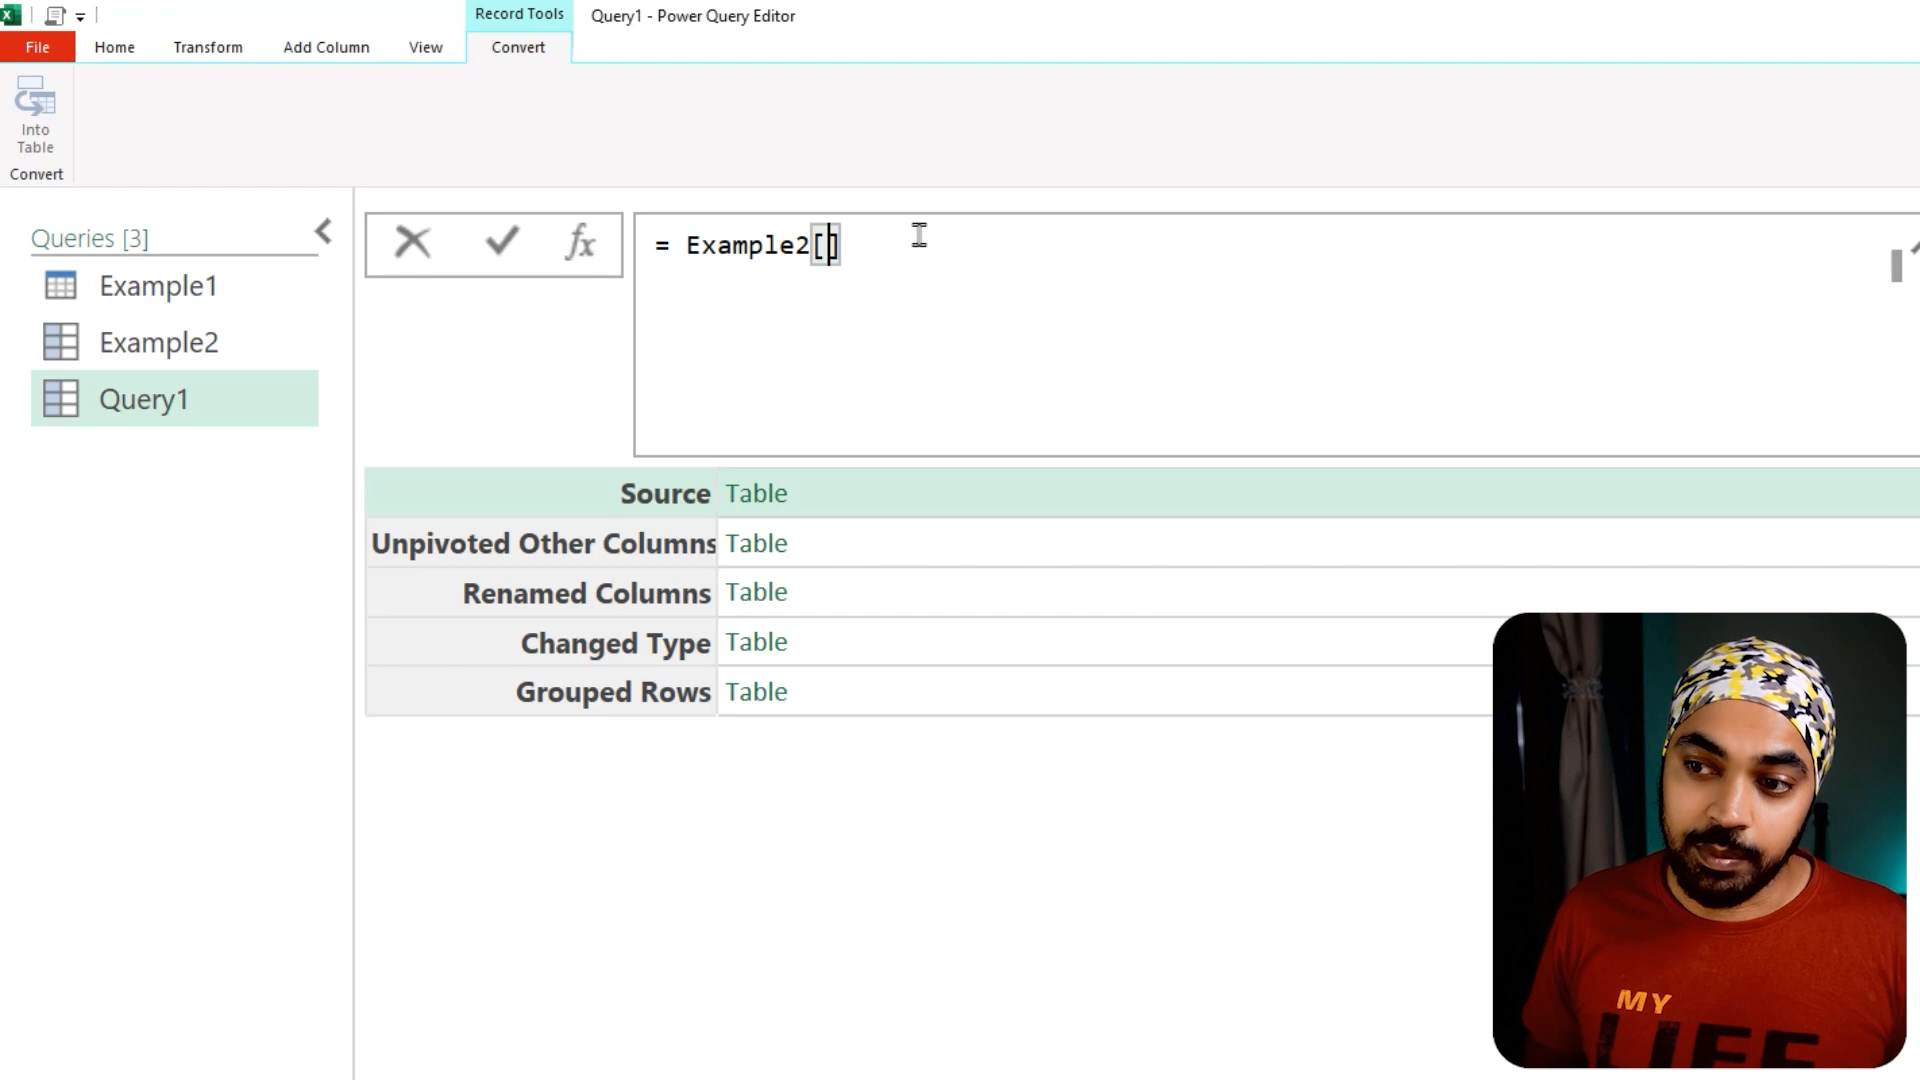 Record Tools
Query1 - Power Query Editor
File
Home
Transform
Add Column
View
Convert
Into
Table
Convert
Queries [3]
fx
= Example2[]
Example1
Example2
Query1
Source Table
Unpivoted Other Columns Table
Renamed Columns Table
Changed Type Table
Grouped Rows Table
MY
LIFE